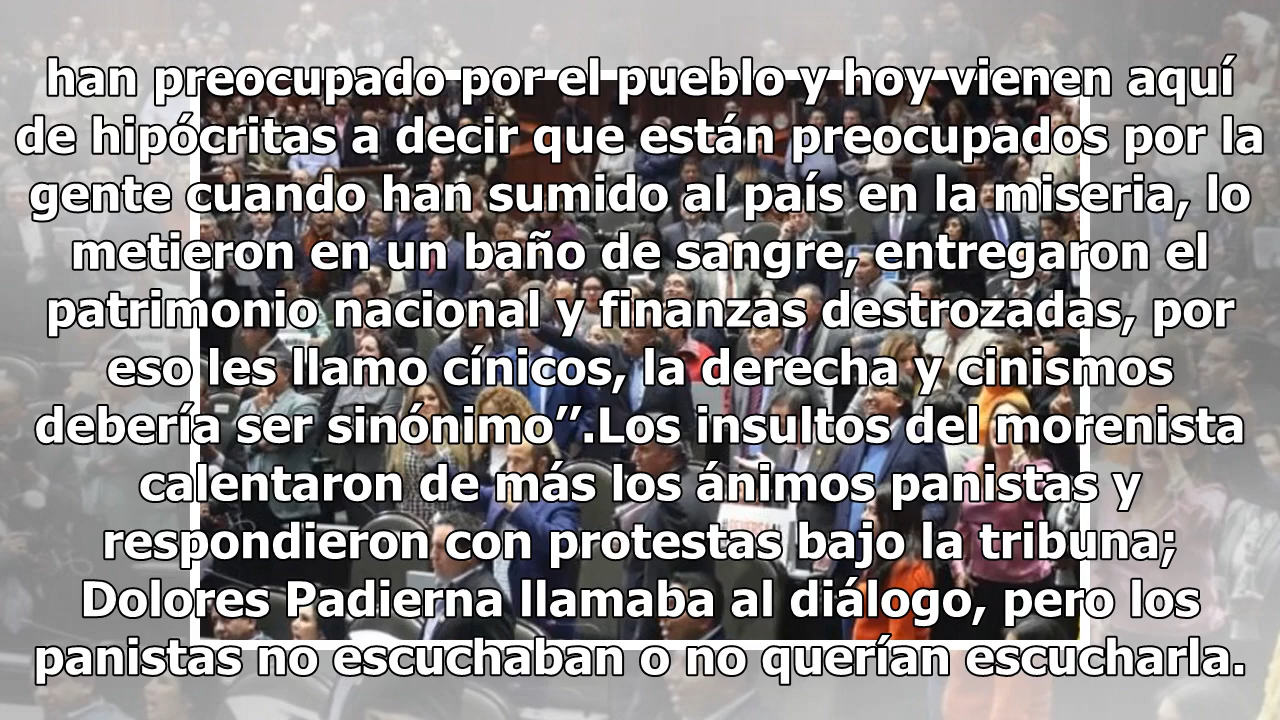 han preocupado por el pueblo y hoy vienen aquí
de hipócritas a decir que están preocupados por la
gente cuando han sumido al país en la miseria, lo
metieron en un baño de sangre, entregaron el
patrimonio nacional y finanzas destrozadas, por
eso les llamo cínicos, la derecha y cinismos
debería ser sinónimo”.Los insultos del morenista
calentaron de más los ánimos panistas y
respondieron con protestas bajo la tribuna;
Dolores Padierna llamaba al diálogo, pero los
panistas no escuchaban o no querían escucharla.